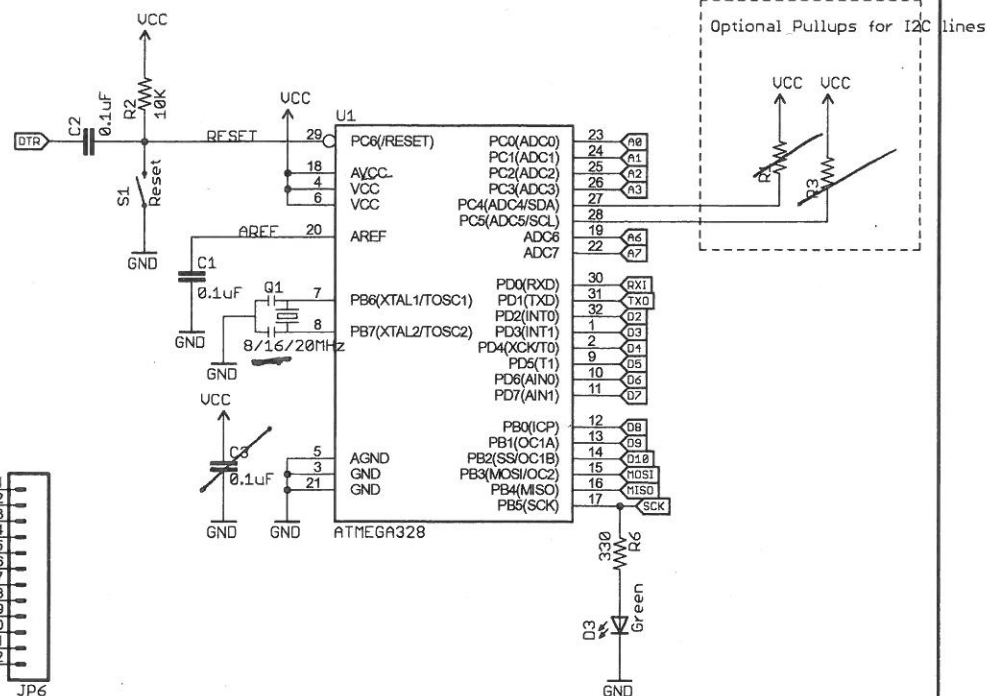 Optional Pullups for I2C lines
VCC
VCC
R1
R3
VCC
R2
10K
DTR
C2
0.1uF
RESET
S1
Reset
GND
VCC
U1
29 PC6(/RESET)
18 AVCC
4 VCC
6 VCC
AREF 20 AREF
C1
0.1uF
GND
Q1
7 PB6(XTAL1/TOSC1)
8 PB7(XTAL2/TOSC2)
8/16/20MHz
GND
VCC
C3
0.1uF
GND
5 AGND
3 GND
21 GND
GND
ATMEGA328
PC0(ADC0) 23 A0
PC1(ADC1) 24 A1
PC2(ADC2) 25 A2
PC3(ADC3) 26 A3
PC4(ADC4/SDA) 27
PC5(ADC5/SCL) 28
ADC6 19 A6
ADC7 22 A7
PD0(RXD) 30 RXI
PD1(TXD) 31 TXO
PD2(INT0) 32 D2
PD3(INT1) 1 D3
PD4(XCK/T0) 2 D4
PD5(T1) 9 D5
PD6(AIN0) 10 D6
PD7(AIN1) 11 D7
PB0(ICP) 12 D8
PB1(OC1A) 13 D9
PB2(SS/OC1B) 14 D10
PB3(MOSI/OC2) 15 MOSI
PB4(MISO) 16 MISO
PB5(SCK) 17 SCK
330
R6
D3
Green
GND
JP6